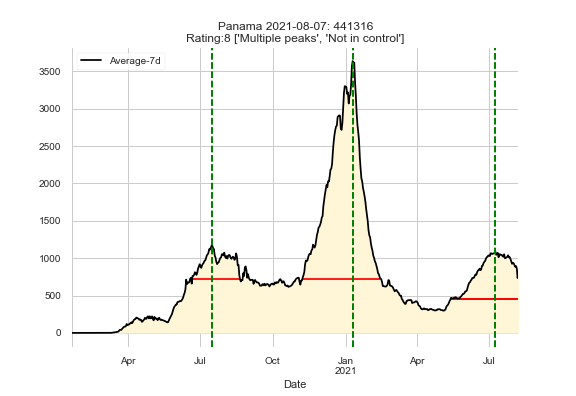 Panama 2021-08-07: 441316
Rating:8 ['Multiple peaks', 'Not in control']
Average-7d
3500
3000
2500
2000
1500
1000
500
0
Apr Jul Oct Jan Apr Jul
2021
Date